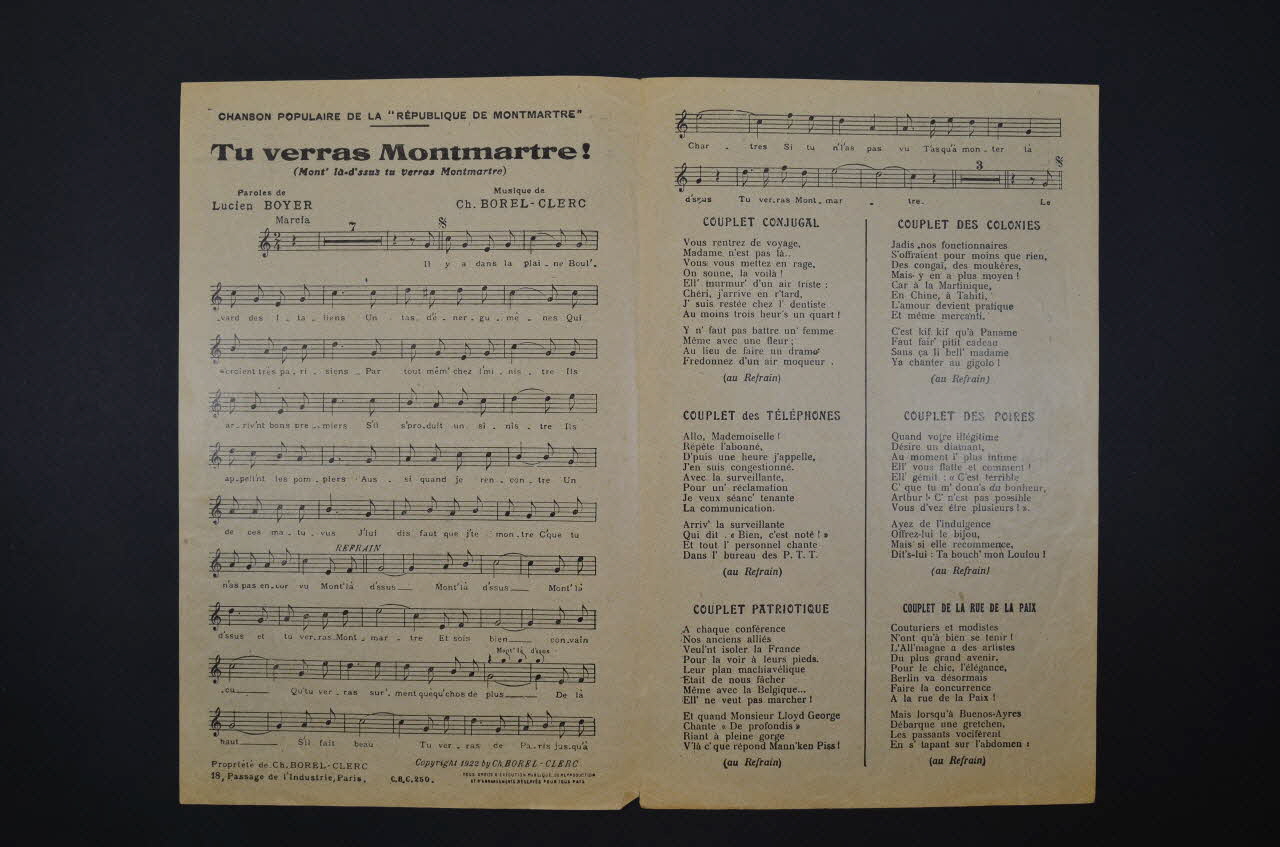 CHANSON POPULAIRE DE LA "RÉPUBLIQUE DE MONTMARTRE"
Tu verras Montmartre!
(Mont' là-d'ssus tu verras Montmartre)
Paroles de
Lucien BOYER
Musique de
Ch. BOREL-CLERC
Marcia
7
Il y a dans la plai - ne Boul'.
_vard des I - ta - liens Un tas d'é - ner - gu - mè - nes Qui
s'croient très pa - ri - siens - Par tout mêm' chez l'mi - nis - tre Ils
ar - riv'nt bons pre - miers S'il s'pro-duit un si - nis - tre Ils
ap-pell'nt les pom-piers Aus - si quand je ren - con - tre Un
de ces ma - tu - vus J'lui dis faut que j'te mon - tre C'que tu
REFRAIN
n'as pas en-cor vu Mont'là d'ssus Mont'là d'ssus Mont'là
d'ssus et tu ver-ras Mont - mar - tre Et sois bien con-vain
Mont'là d'ssus
_cu Qu'tu ver - ras sur'- ment quequ'chos'de plus De là
haut S'il fait beau Tu ver - ras de Pa-ris jus-qu'à
Propriété de Ch. BOREL-CLERC
18, Passage de l'Industrie, Paris.
C.B.C. 250.
Copyright 1922 by Ch. BOREL-CLERC
TOUS DROITS D'EXÉCUTION PUBLIQUE, DE REPRODUCTION
ET D'ARRANGEMENTS RÉSERVÉS POUR TOUS PAYS
Char - tres Si tu n'l'as pas vu T'as qu'à mon - ter là
3
d'ssus Tu ver-ras Mont - mar - tre. Le
COUPLET CONJUGAL
Vous rentrez de voyage,
Madame n'est pas là..
Vous vous mettez en rage,
On sonne, la voilà !
Ell' murmur' d'un air triste :
Chéri, j'arrive en r'tard,
J' suis restée chez l' dentiste
Au moins trois heur's un quart !
Y n' faut pas battre un' femme
Même avec une fleur ;
Au lieu de faire un drame
Fredonnez d'un air moqueur .
(au Refrain)
COUPLET des TÉLÉPHONES
Allo, Mademoiselle !
Répète l'abonné,
D'puis une heure j'appelle,
J'en suis congestionné.
Avec la surveillante,
Pour un' réclamation
Je veux séanc' tenante
La communication.
Arriv' la surveillante
Qui dit . « Bien, c'est noté ! »
Et tout l' personnel chante
Dans l' bureau des P. T. T.
(au Refrain)
COUPLET PATRIOTIQUE
A chaque conférence
Nos anciens alliés
Veul'nt isoler la France
Pour la voir à leurs pieds.
Leur plan machiavélique
Etait de nous fâcher
Même avec la Belgique...
Ell' ne veut pas marcher !
Et quand Monsieur Lloyd George
Chante « De profondis »
Riant à pleine gorge
V'là c'que répond Mann'ken Piss !
(au Refrain)
COUPLET DES COLONIES
Jadis nos fonctionnaires
S'offraient pour moins que rien,
Des congaï, des moukères,
Mais y en a plus moyen !
Car à la Martinique,
En Chine, à Tahiti,
L'amour devient pratique
Et même mercanti.
C'est kif kif qu'à Paname
Faut fair' pitit cadeau
Sans ça li bell' madame
Ya chanter au gigolo !
(au Refrain)
COUPLET DES POIRES
Quand votre illégitime
Désire un diamant,
Au moment l' plus intime
Ell' vous flatte et comment !
Ell' gémit : « C'est terrible
C' que tu m' donn's du bonheur,
Arthur ! C' n'est pas possible
Vous d'vez être plusieurs ! ».
Ayez de l'indulgence
Offrez-lui le bijou,
Mais si elle recommence,
Dit's-lui : Ta bouch' mon Loulou !
(au Refrain)
COUPLET DE LA RUE DE LA PAIX
Couturiers et modistes
N'ont qu'à bien se tenir !
L'All'magne a des artistes
Du plus grand avenir.
Pour le chic, l'élégance,
Berlin va désormais
Faire la concurrence
A la rue de la Paix !
Mais lorsqu'à Buenos-Ayres
Débarque une gretchen,
Les passants vocifèrent
En s' tapant sur l'abdomen :
(au Refrain)